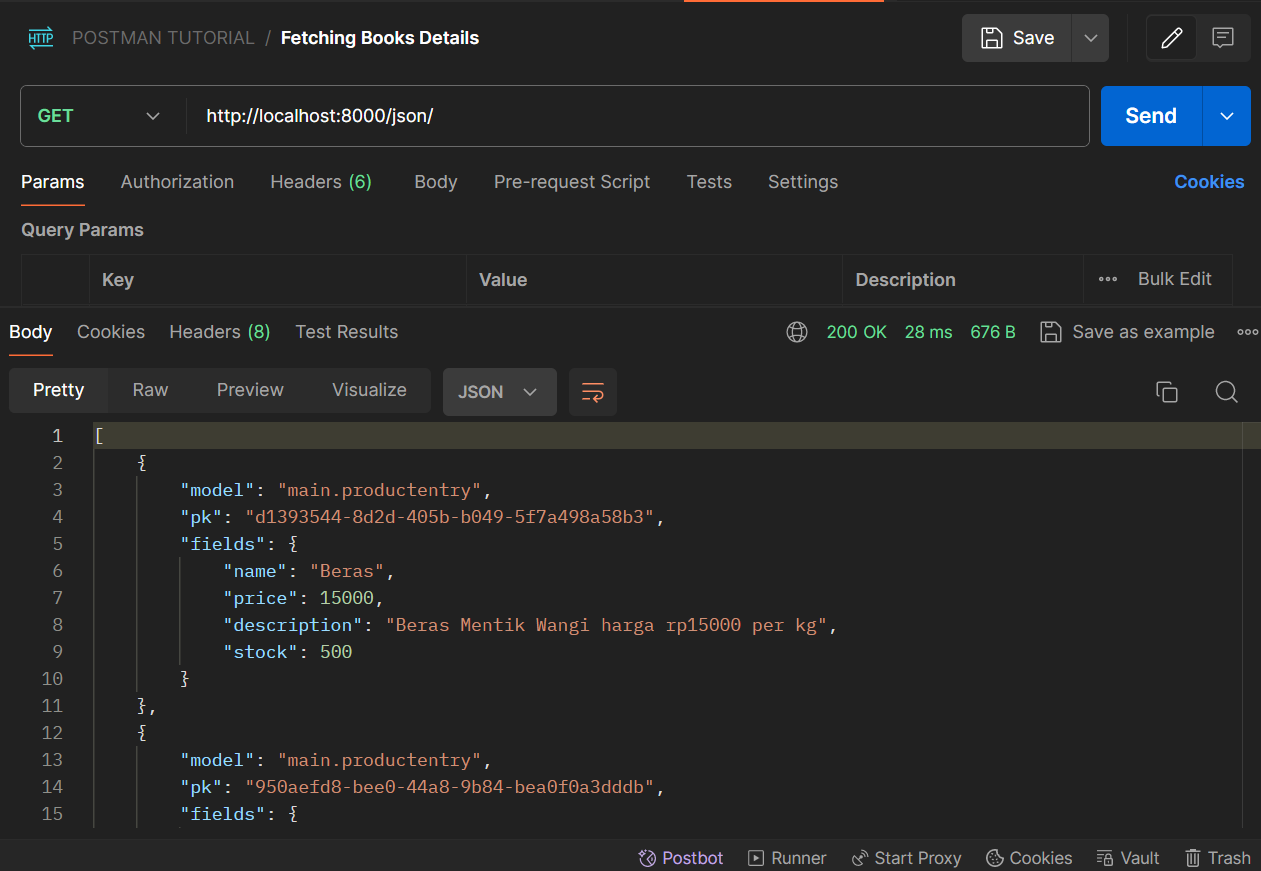 HTTP POSTMAN TUTORIAL / Fetching Books Details Save
GET http://localhost:8000/json/ Send
Params Authorization Headers (6) Body Pre-request Script Tests Settings Cookies
Query Params
Key Value Description ••• Bulk Edit
Body Cookies Headers (8) Test Results 200 OK 28 ms 676 B Save as example
Pretty Raw Preview Visualize JSON
1 [
2 {
3 "model": "main.productentry",
4 "pk": "d1393544-8d2d-405b-b049-5f7a498a58b3",
5 "fields": {
6 "name": "Beras",
7 "price": 15000,
8 "description": "Beras Mentik Wangi harga rp15000 per kg",
9 "stock": 500
10 }
11 },
12 {
13 "model": "main.productentry",
14 "pk": "950aefd8-bee0-44a8-9b84-bea0f0a3dddb",
15 "fields": {
Postbot Runner Start Proxy Cookies Vault Trash